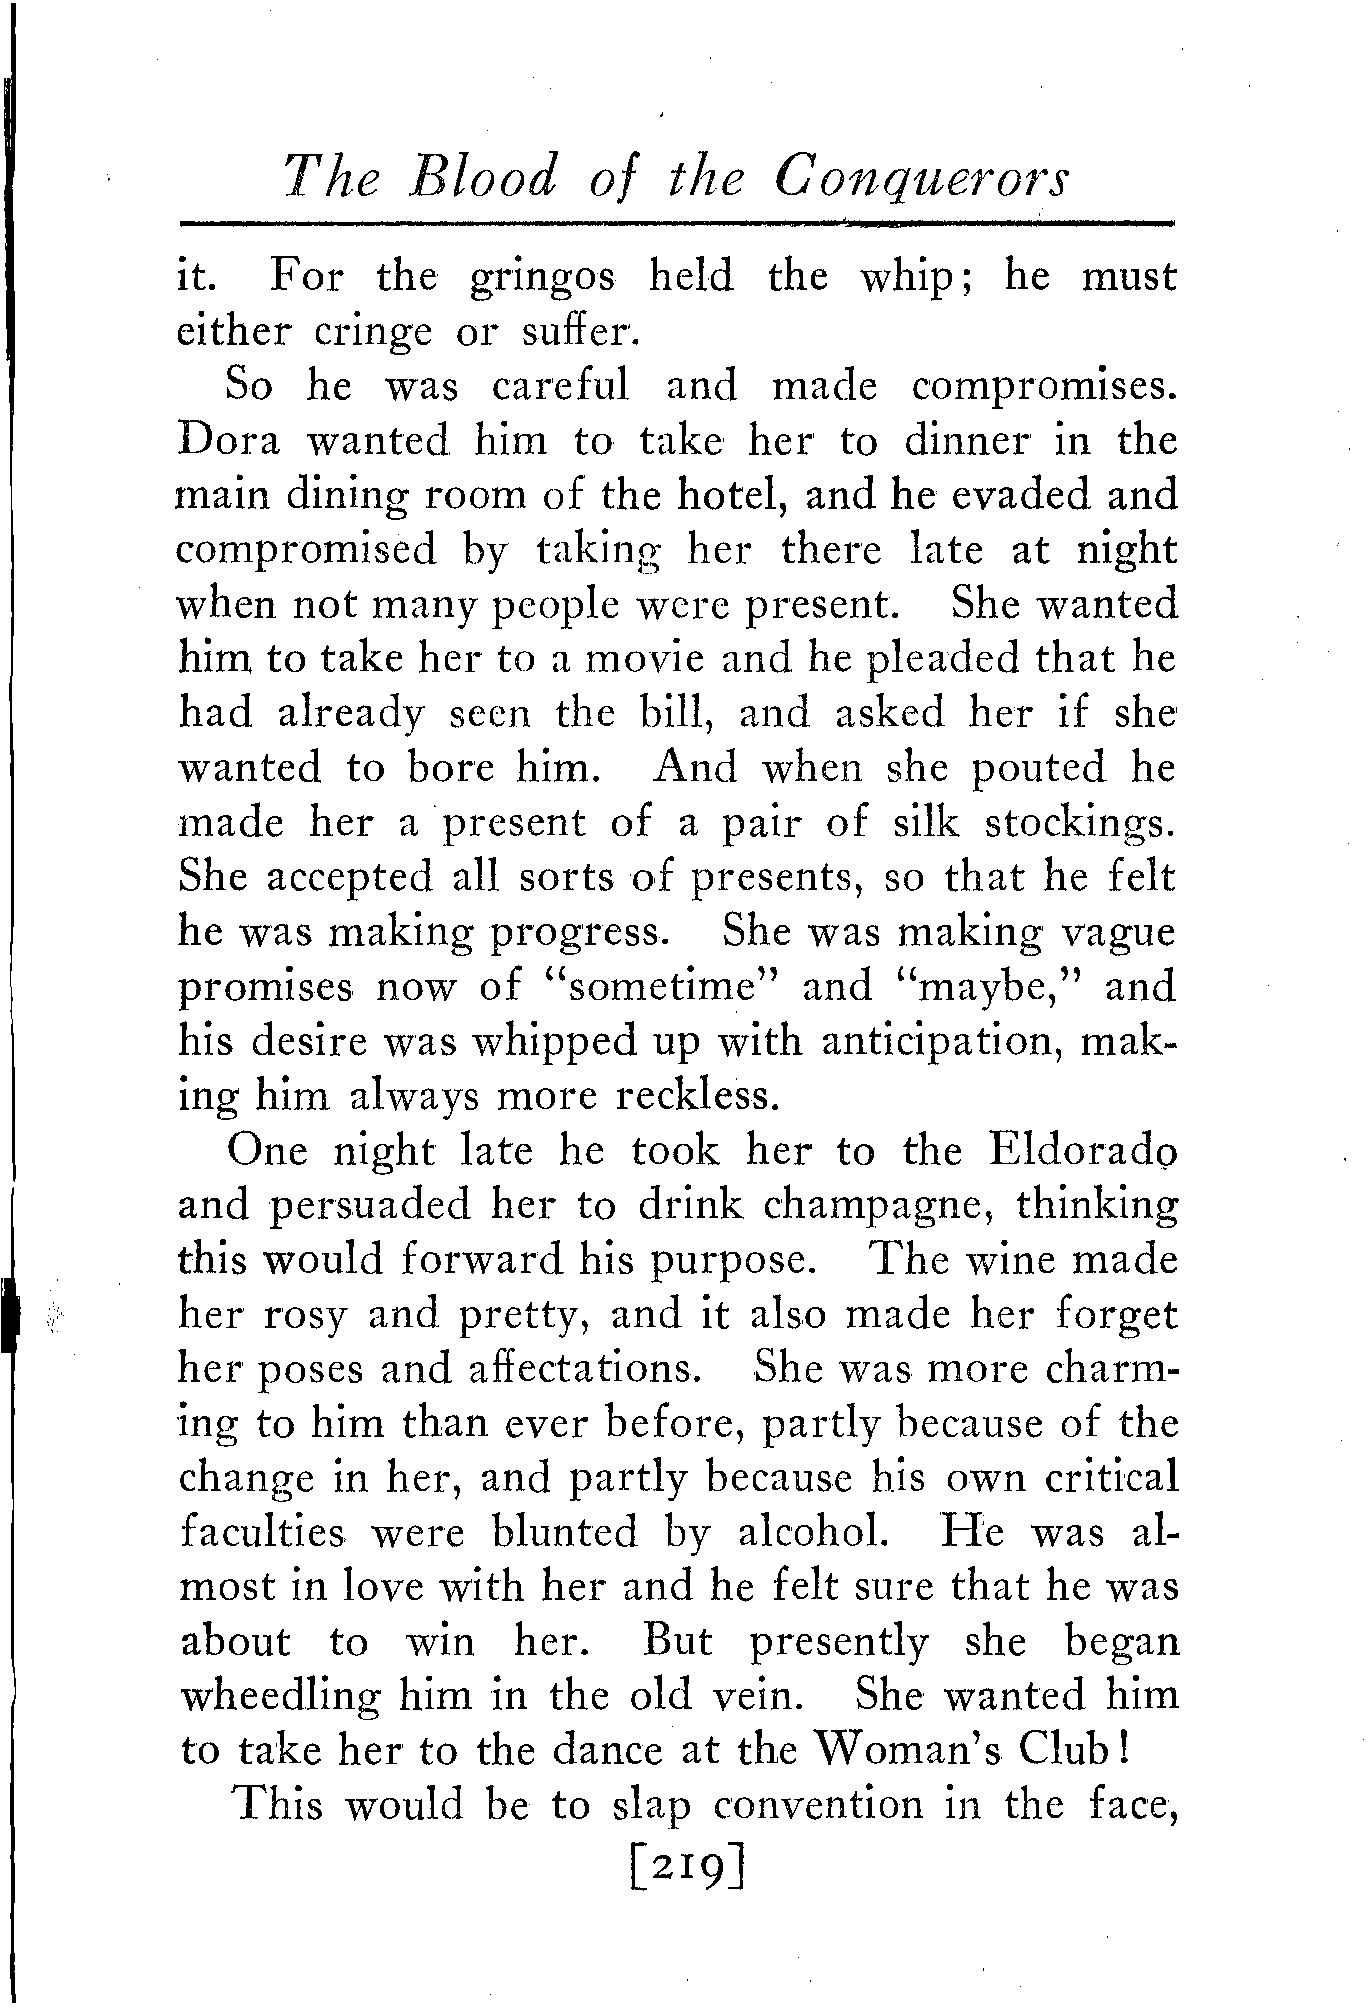 The Blood of the Conquerors
it. For the gringos held the whip; he must
either cringe or suffer.
So he was careful and made compromises.
Dora wanted him to take her to dinner in the
main dining room of the hotel, and he evaded and
compromised by taking her there late at night
when not many people were present. She wanted
him to take her to a movie and he pleaded that he
had already seen the bill, and asked her if she
wanted to bore him. And when she pouted he
made her a present of a pair of silk stockings.
She accepted all sorts of presents, so that he felt
he was making progress. She was making vague
promises now of “sometime” and “maybe,” and
his desire was whipped up with anticipation, mak-
ing him always more reckless.
One night late he took her to the Eldorado
and persuaded her to drink champagne, thinking
this would forward his purpose. The wine made
her rosy and pretty, and it also made her forget
her poses and affectations. She was more charm-
ing to him than ever before, partly because of the
change in her, and partly because his own critical
faculties were blunted by alcohol. He was al-
most in love with her and he felt sure that he was
about to win her. But presently she began
wheedling him in the old vein. She wanted him
to take her to the dance at the Woman's Club!
This would be to slap convention in the face,
[219]